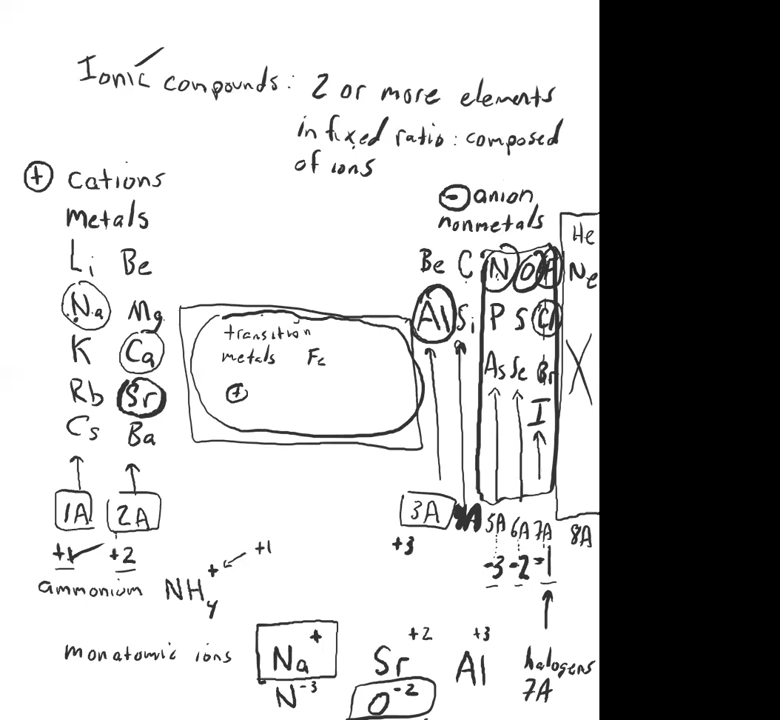 Ionic compounds: 2 or more elements
in fixed ratio: composed
of ions
+ cations
metals
- anion
nonmetals
He
Li Be
Be C N O F Ne
Na Mg
Al Si P S Cl
transition
metals Fe
+
K Ca
As Se Br
Rb Sr
I
Cs Ba
1A 2A
3A 4A 5A 6A 7A 8A
+1 +2
+3 -3 -2 -1
ammonium NH4+ +1
monatomic ions Na+ Sr+2 Al+3
halogens
7A
N-3 O-2